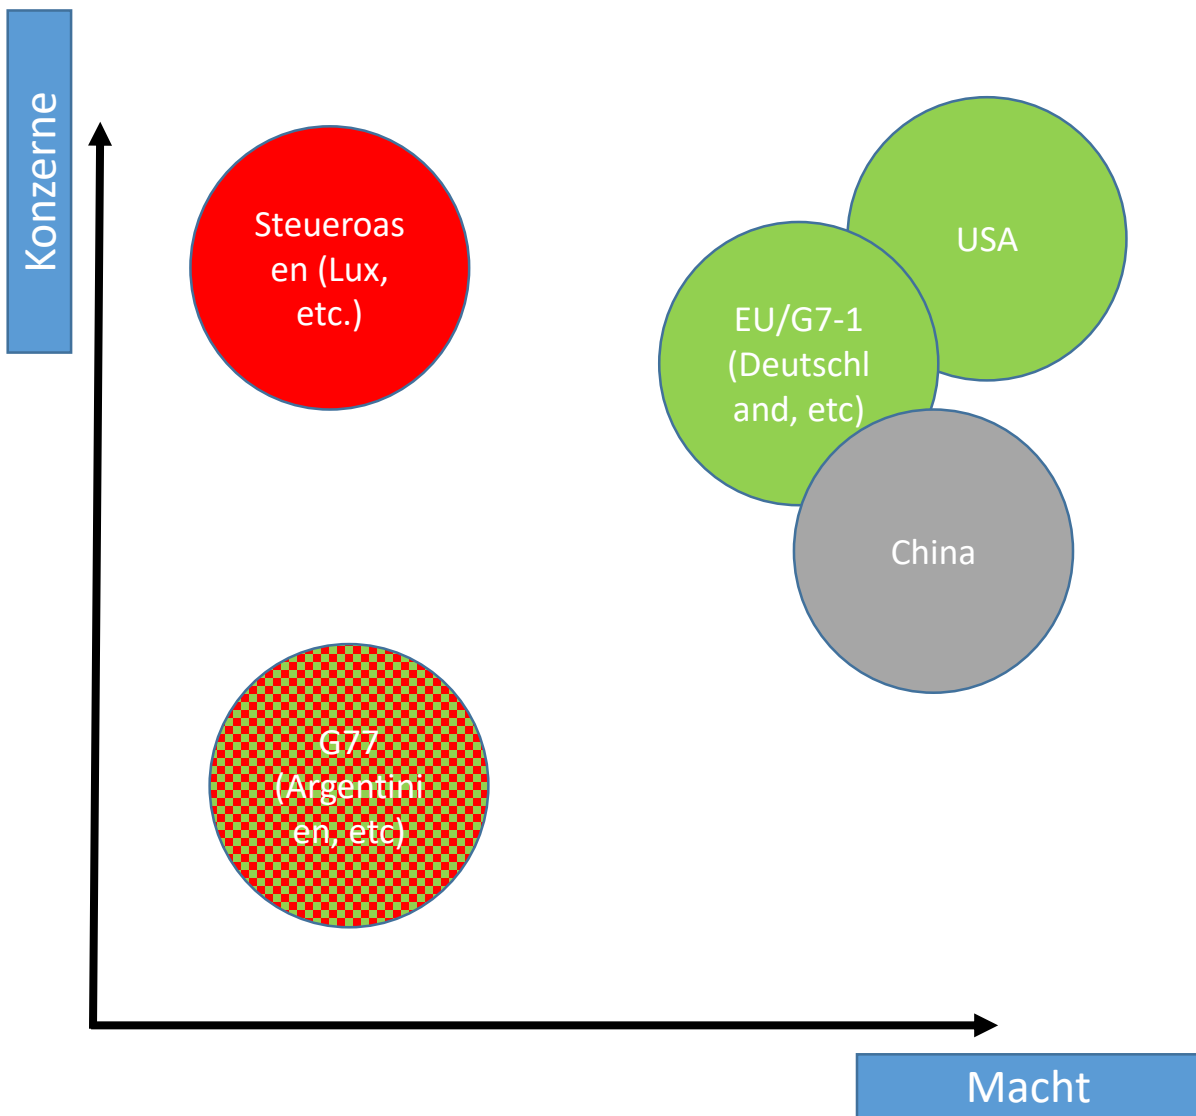 Konzerne
Steueroas
en (Lux,
etc.)
USA
EU/G7-1
(Deutschl
and, etc)
China
G77
(Argentini
en, etc)
Macht